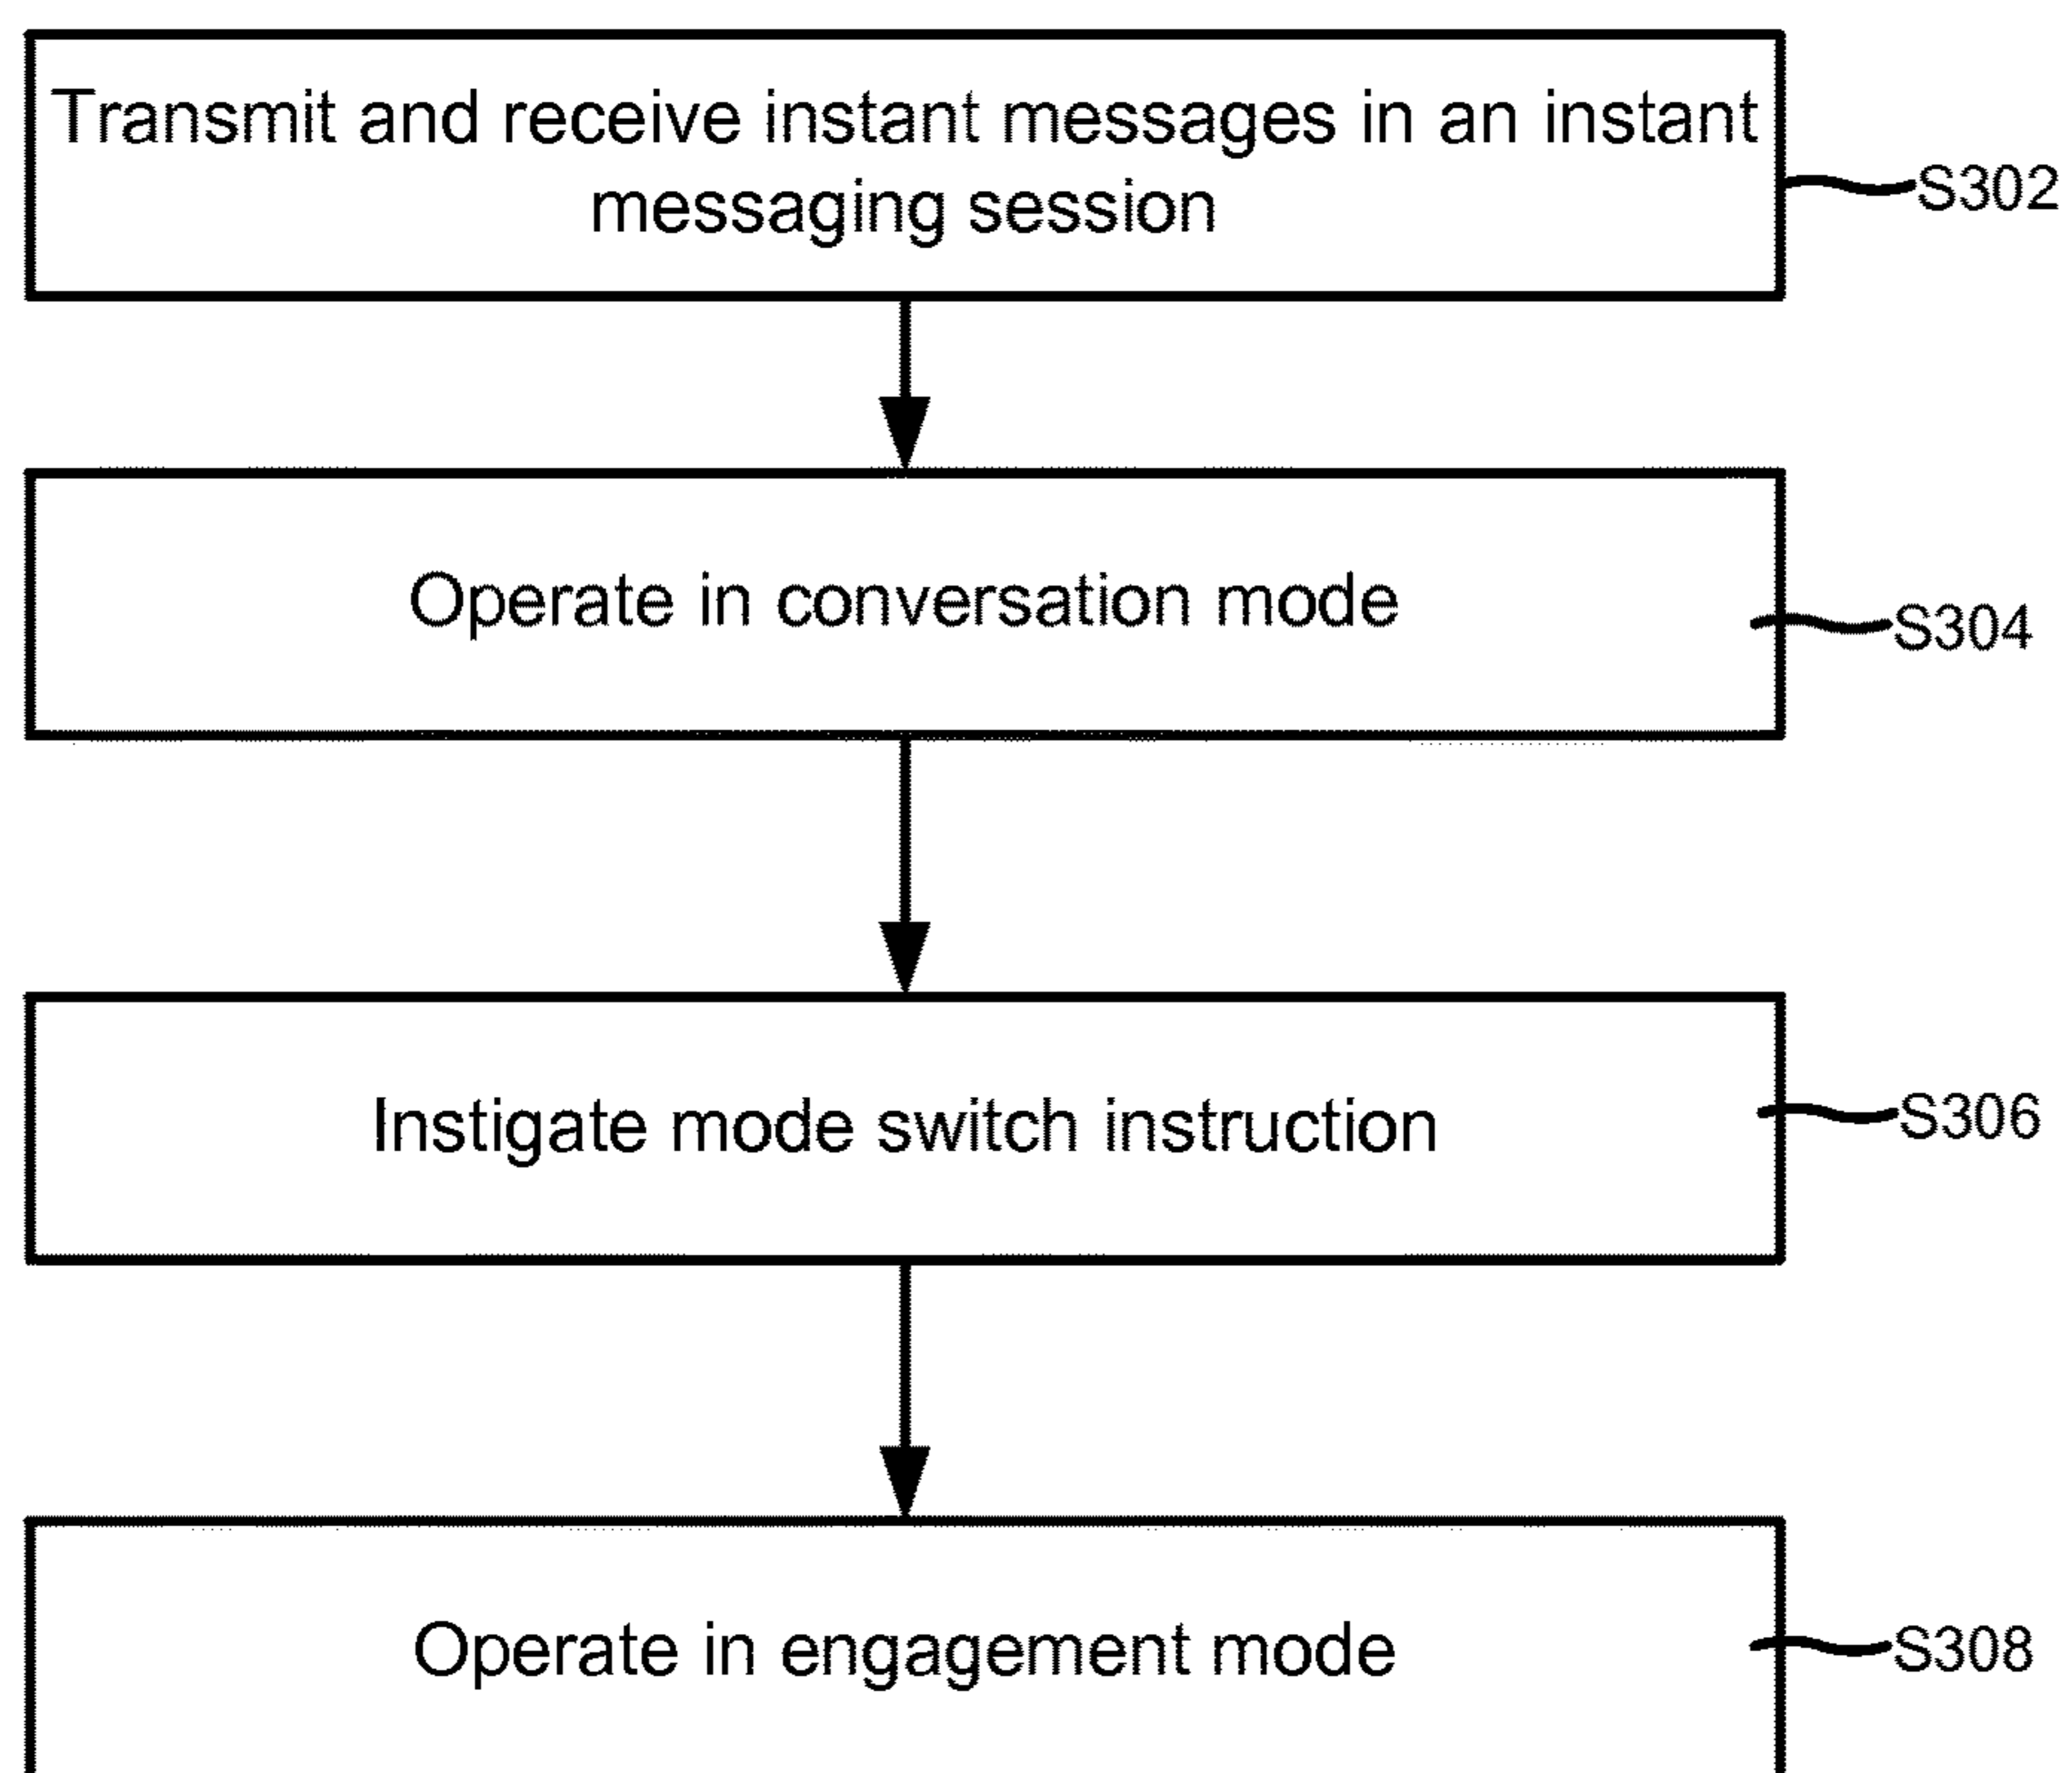 Transmit and receive instant messages in an instant
messaging session
S302
Operate in conversation mode
S304
Instigate mode switch instruction
S306
Operate in engagement mode
S308